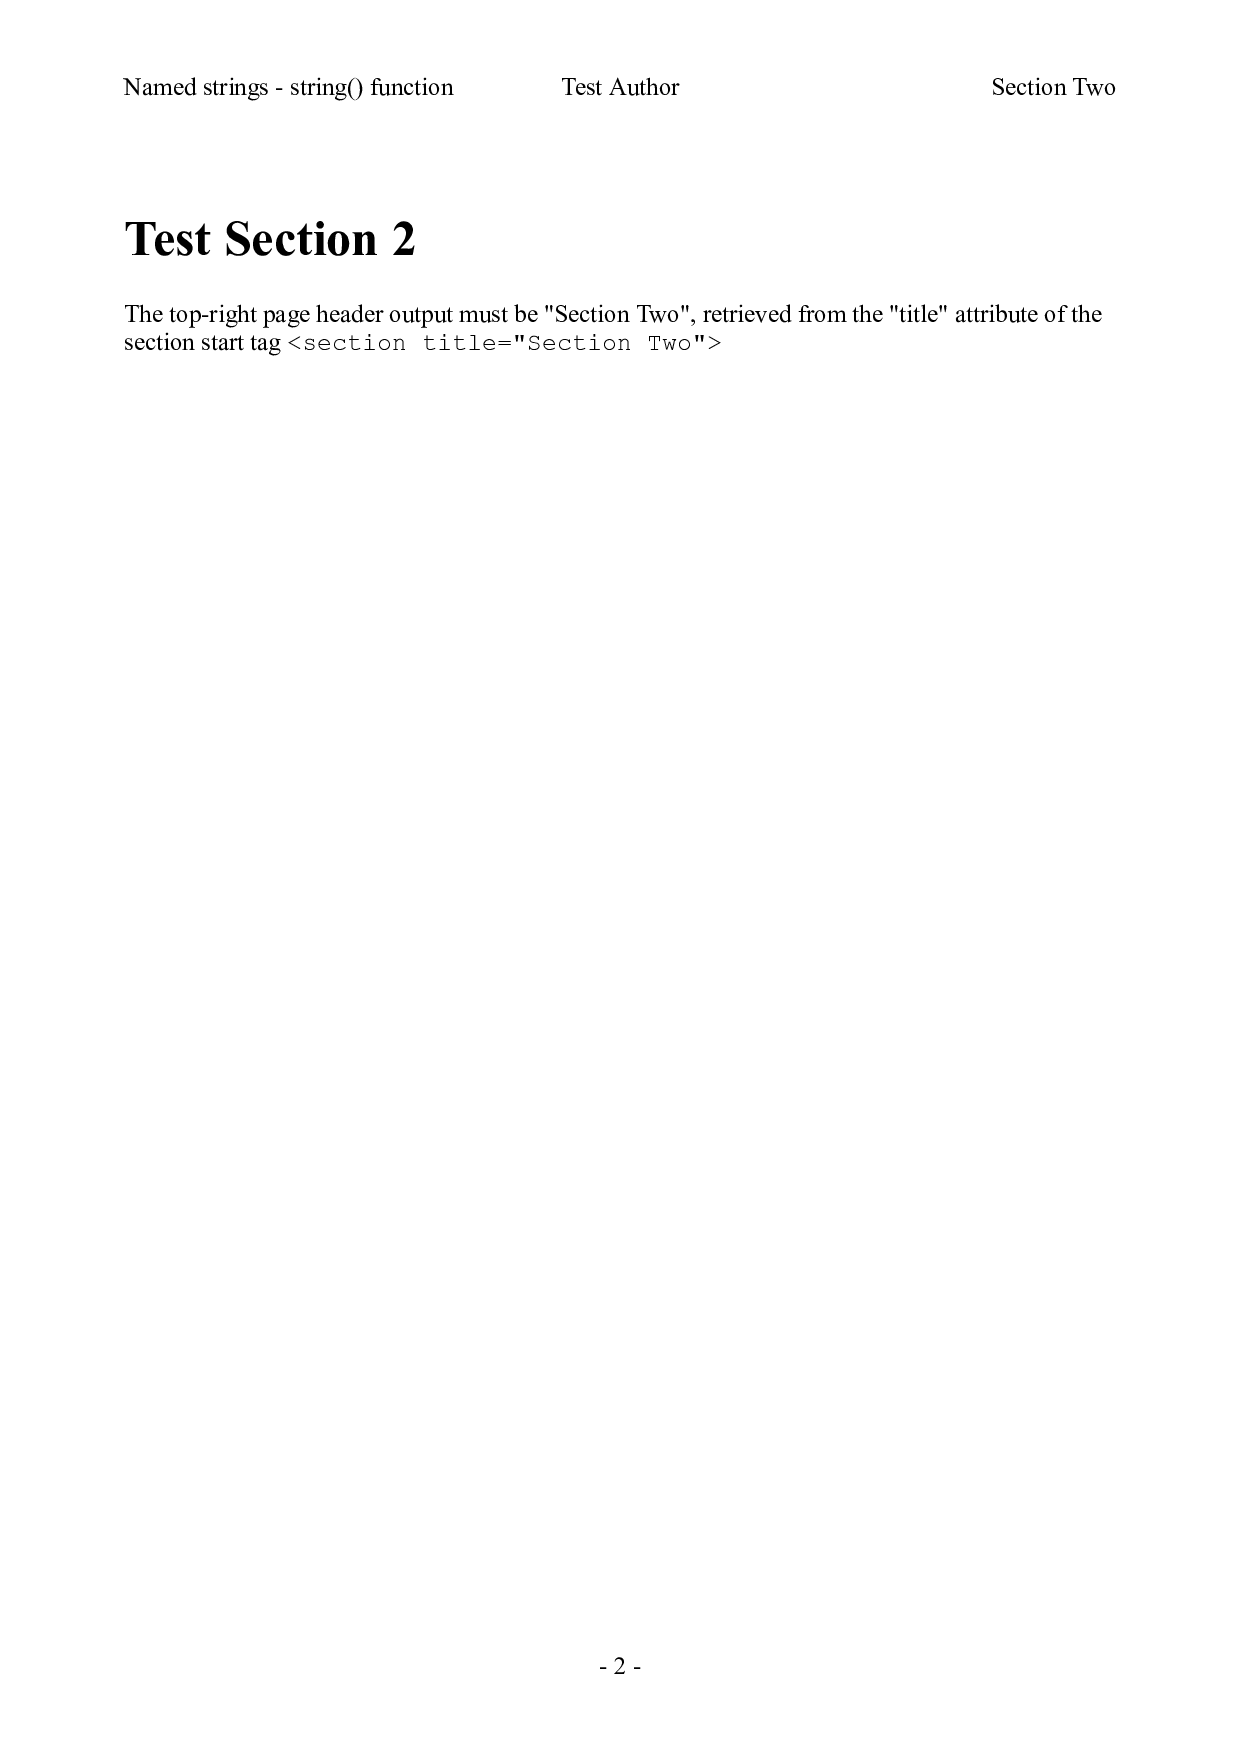 Named strings - string() function Test Author Section Two
Test Section 2
The top-right page header output must be "Section Two", retrieved from the "title" attribute of the
section start tag <section title="Section Two">
- 2 -